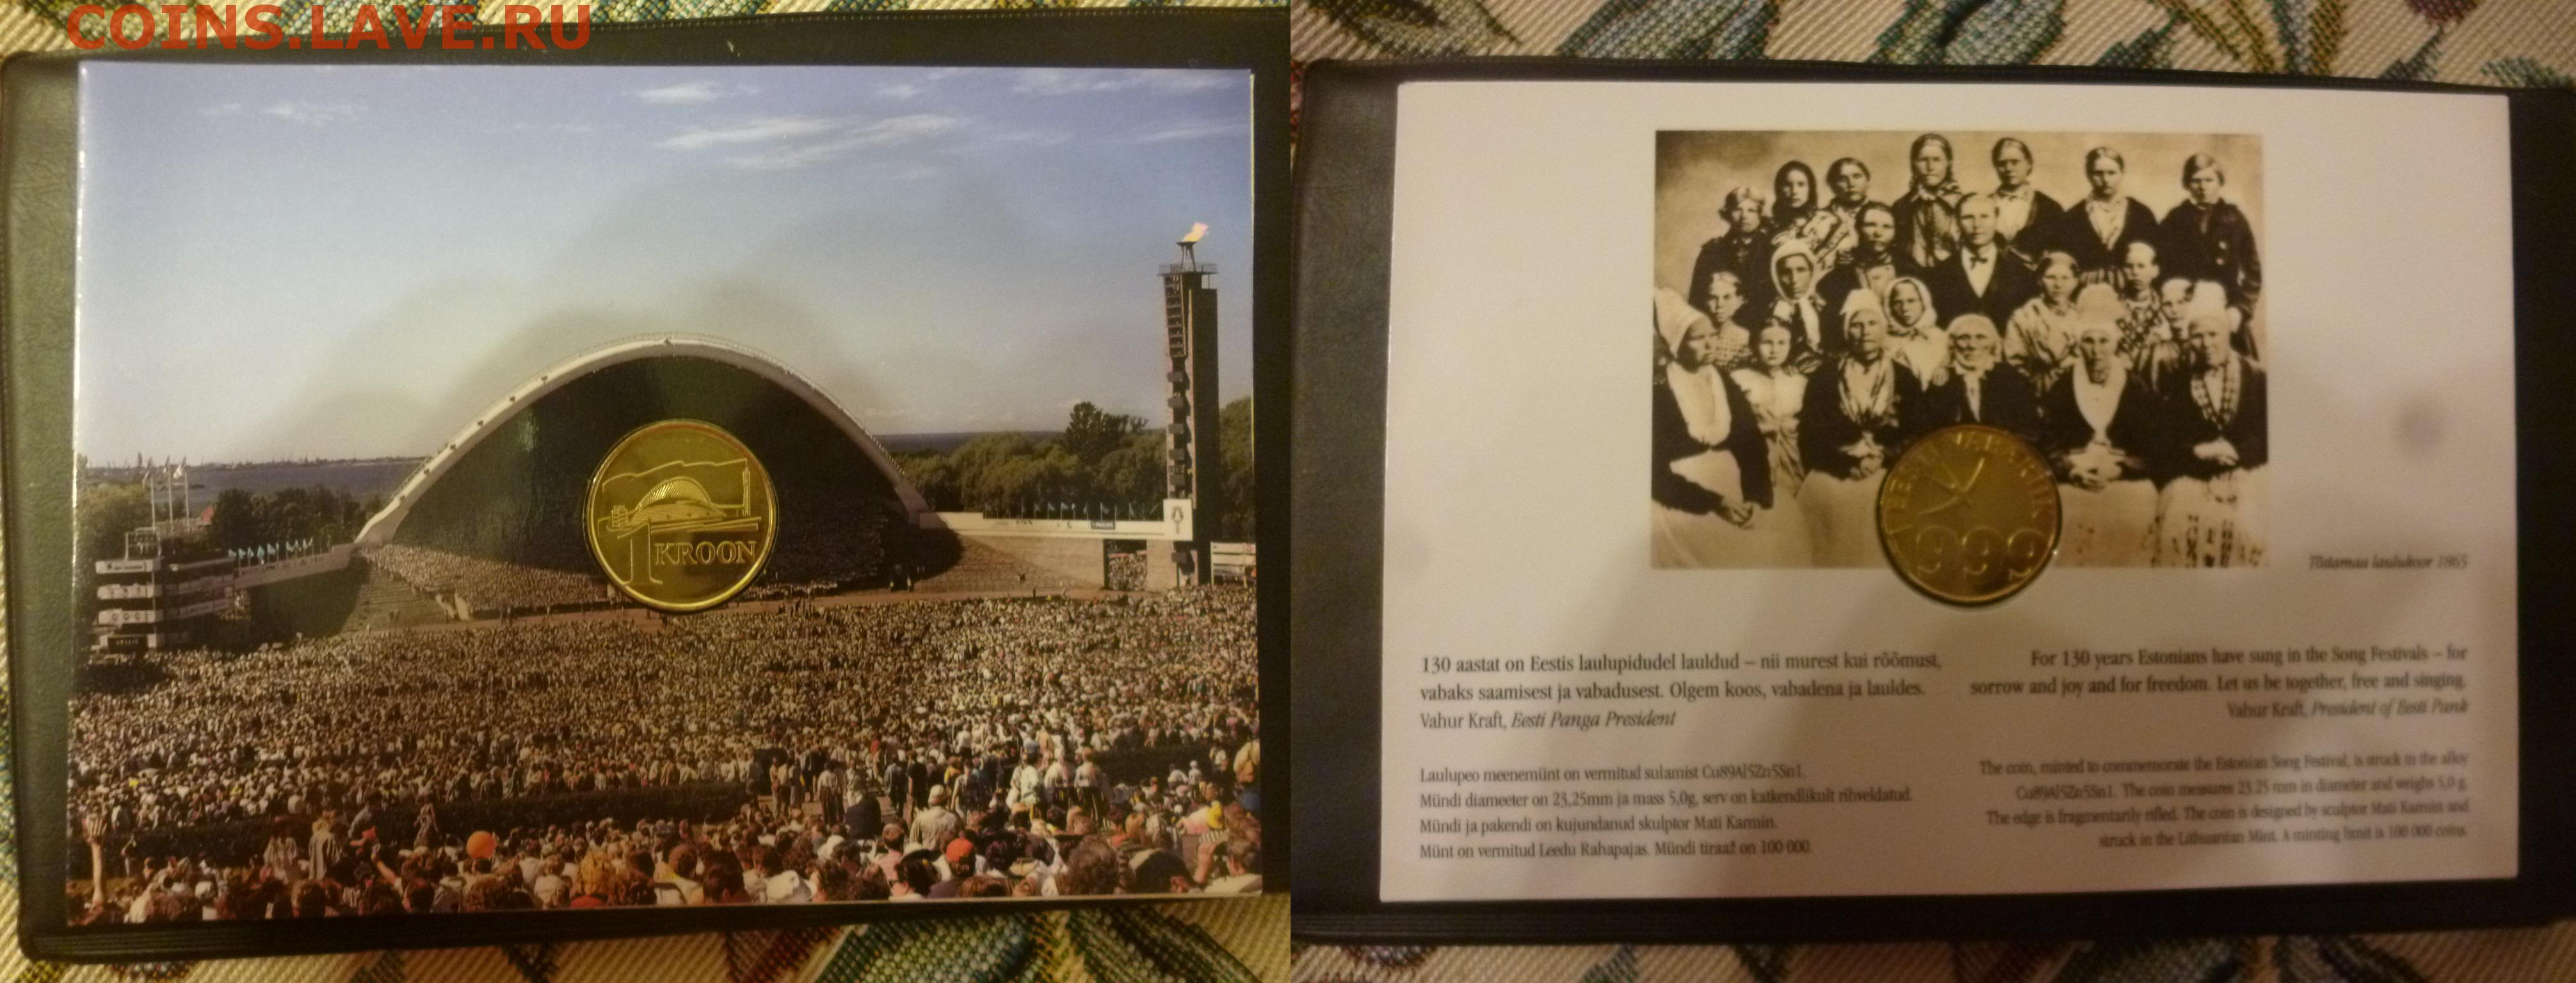 COINS.LAVE.RU
1 KROON
EESTI VABARIIK
1999
Tõstamaa laulukoor 1865
130 aastat on Eestis laulupidudel lauldud – nii murest kui rõõmust,
vabaks saamisest ja vabadusest. Olgem koos, vabadena ja lauldes.
Vahur Kraft, Eesti Panga President
For 130 years Estonians have sung in the Song Festivals – for
sorrow and joy and for freedom. Let us be together, free and singing.
Vahur Kraft, President of Eesti Pank
Laulupeo meenemünt on vermitud sulamist Cu89Al5Zn5Sn1.
Mündi diameeter on 23,25mm ja mass 5,0g, serv on katkendlikult rihveldatud.
Mündi ja pakendi on kujundanud skulptor Mati Karmin.
Münt on vermitud Leedu Rahapajas. Mündi tiraaž on 100 000.
The coin, minted to commemorate the Estonian Song Festival, is struck in the alloy
Cu89Al5Zn5Sn1. The coin measures 23.25 mm in diameter and weighs 5,0 g.
The edge is fragmentarily rifled. The coin is designed by sculptor Mati Karmin and
struck in the Lithuanian Mint. A minting limit is 100 000 coins.